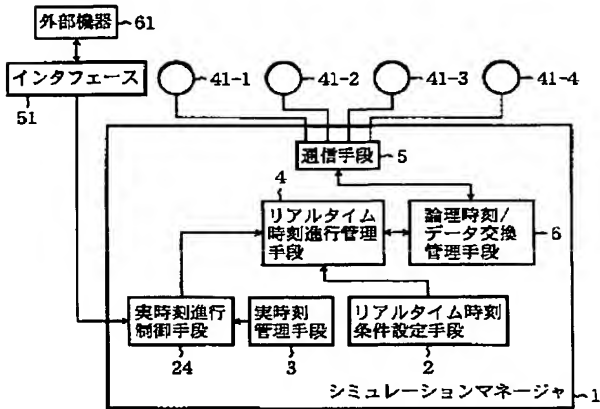 外部機器
61
インタフェース
51
41-1
41-2
41-3
41-4
通信手段
5
4
リアルタイム
時刻進行管理
手段
論理時刻/
データ交換
管理手段
6
実時刻進行
制御手段
24
実時刻
管理手段
3
リアルタイム時刻
条件設定手段
2
シミュレーションマネージャ
1